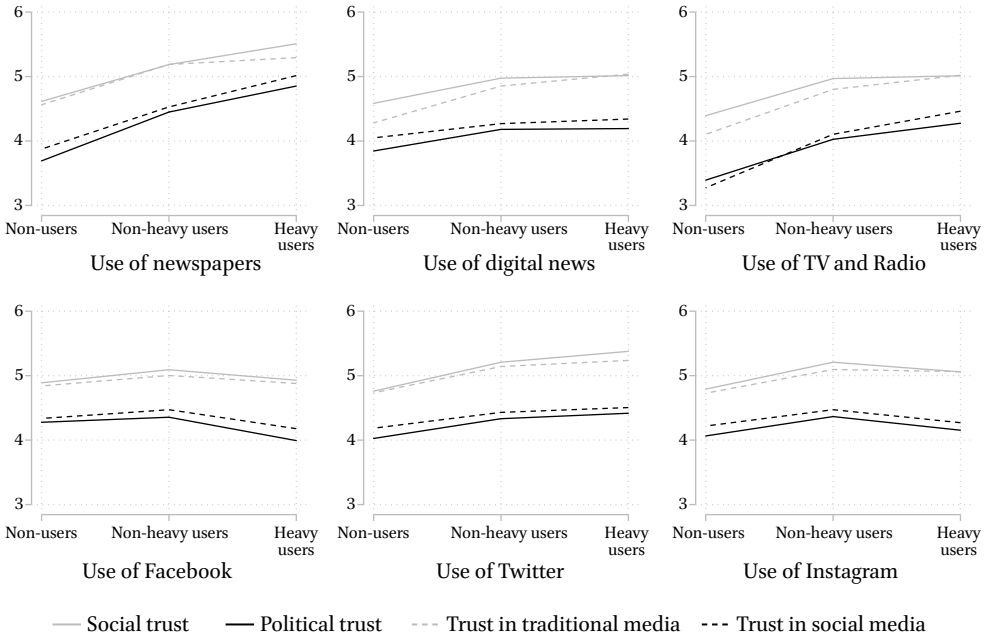 6
5
4
3
Non-users Non-heavy users Heavy users
Use of newspapers
6
5
4
3
Non-users Non-heavy users Heavy users
Use of digital news
6
5
4
3
Non-users Non-heavy users Heavy users
Use of TV and Radio
6
5
4
3
Non-users Non-heavy users Heavy users
Use of Facebook
6
5
4
3
Non-users Non-heavy users Heavy users
Use of Twitter
6
5
4
3
Non-users Non-heavy users Heavy users
Use of Instagram
Social trust Political trust Trust in traditional media Trust in social media